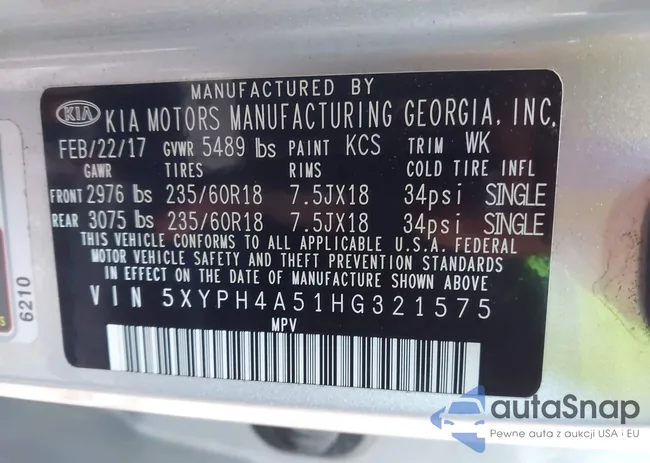 MANUFACTURED BY
KIA KIA MOTORS MANUFACTURING GEORGIA, INC.
FEB/22/17 GVWR 5489 lbs PAINT KCS TRIM WK
GAWR TIRES RIMS COLD TIRE INFL
FRONT 2976 lbs 235/60R18 7.5JX18 34psi SINGLE
REAR 3075 lbs 235/60R18 7.5JX18 34psi SINGLE
THIS VEHICLE CONFORMS TO ALL APPLICABLE U.S.A. FEDERAL
MOTOR VEHICLE SAFETY AND THEFT PREVENTION STANDARDS
IN EFFECT ON THE DATE OF MANUFACTURE SHOWN ABOVE
VIN 5XYPH4A51HG321575
MPV
6210
autaSnap
Pewne auta z aukcji USA i EU